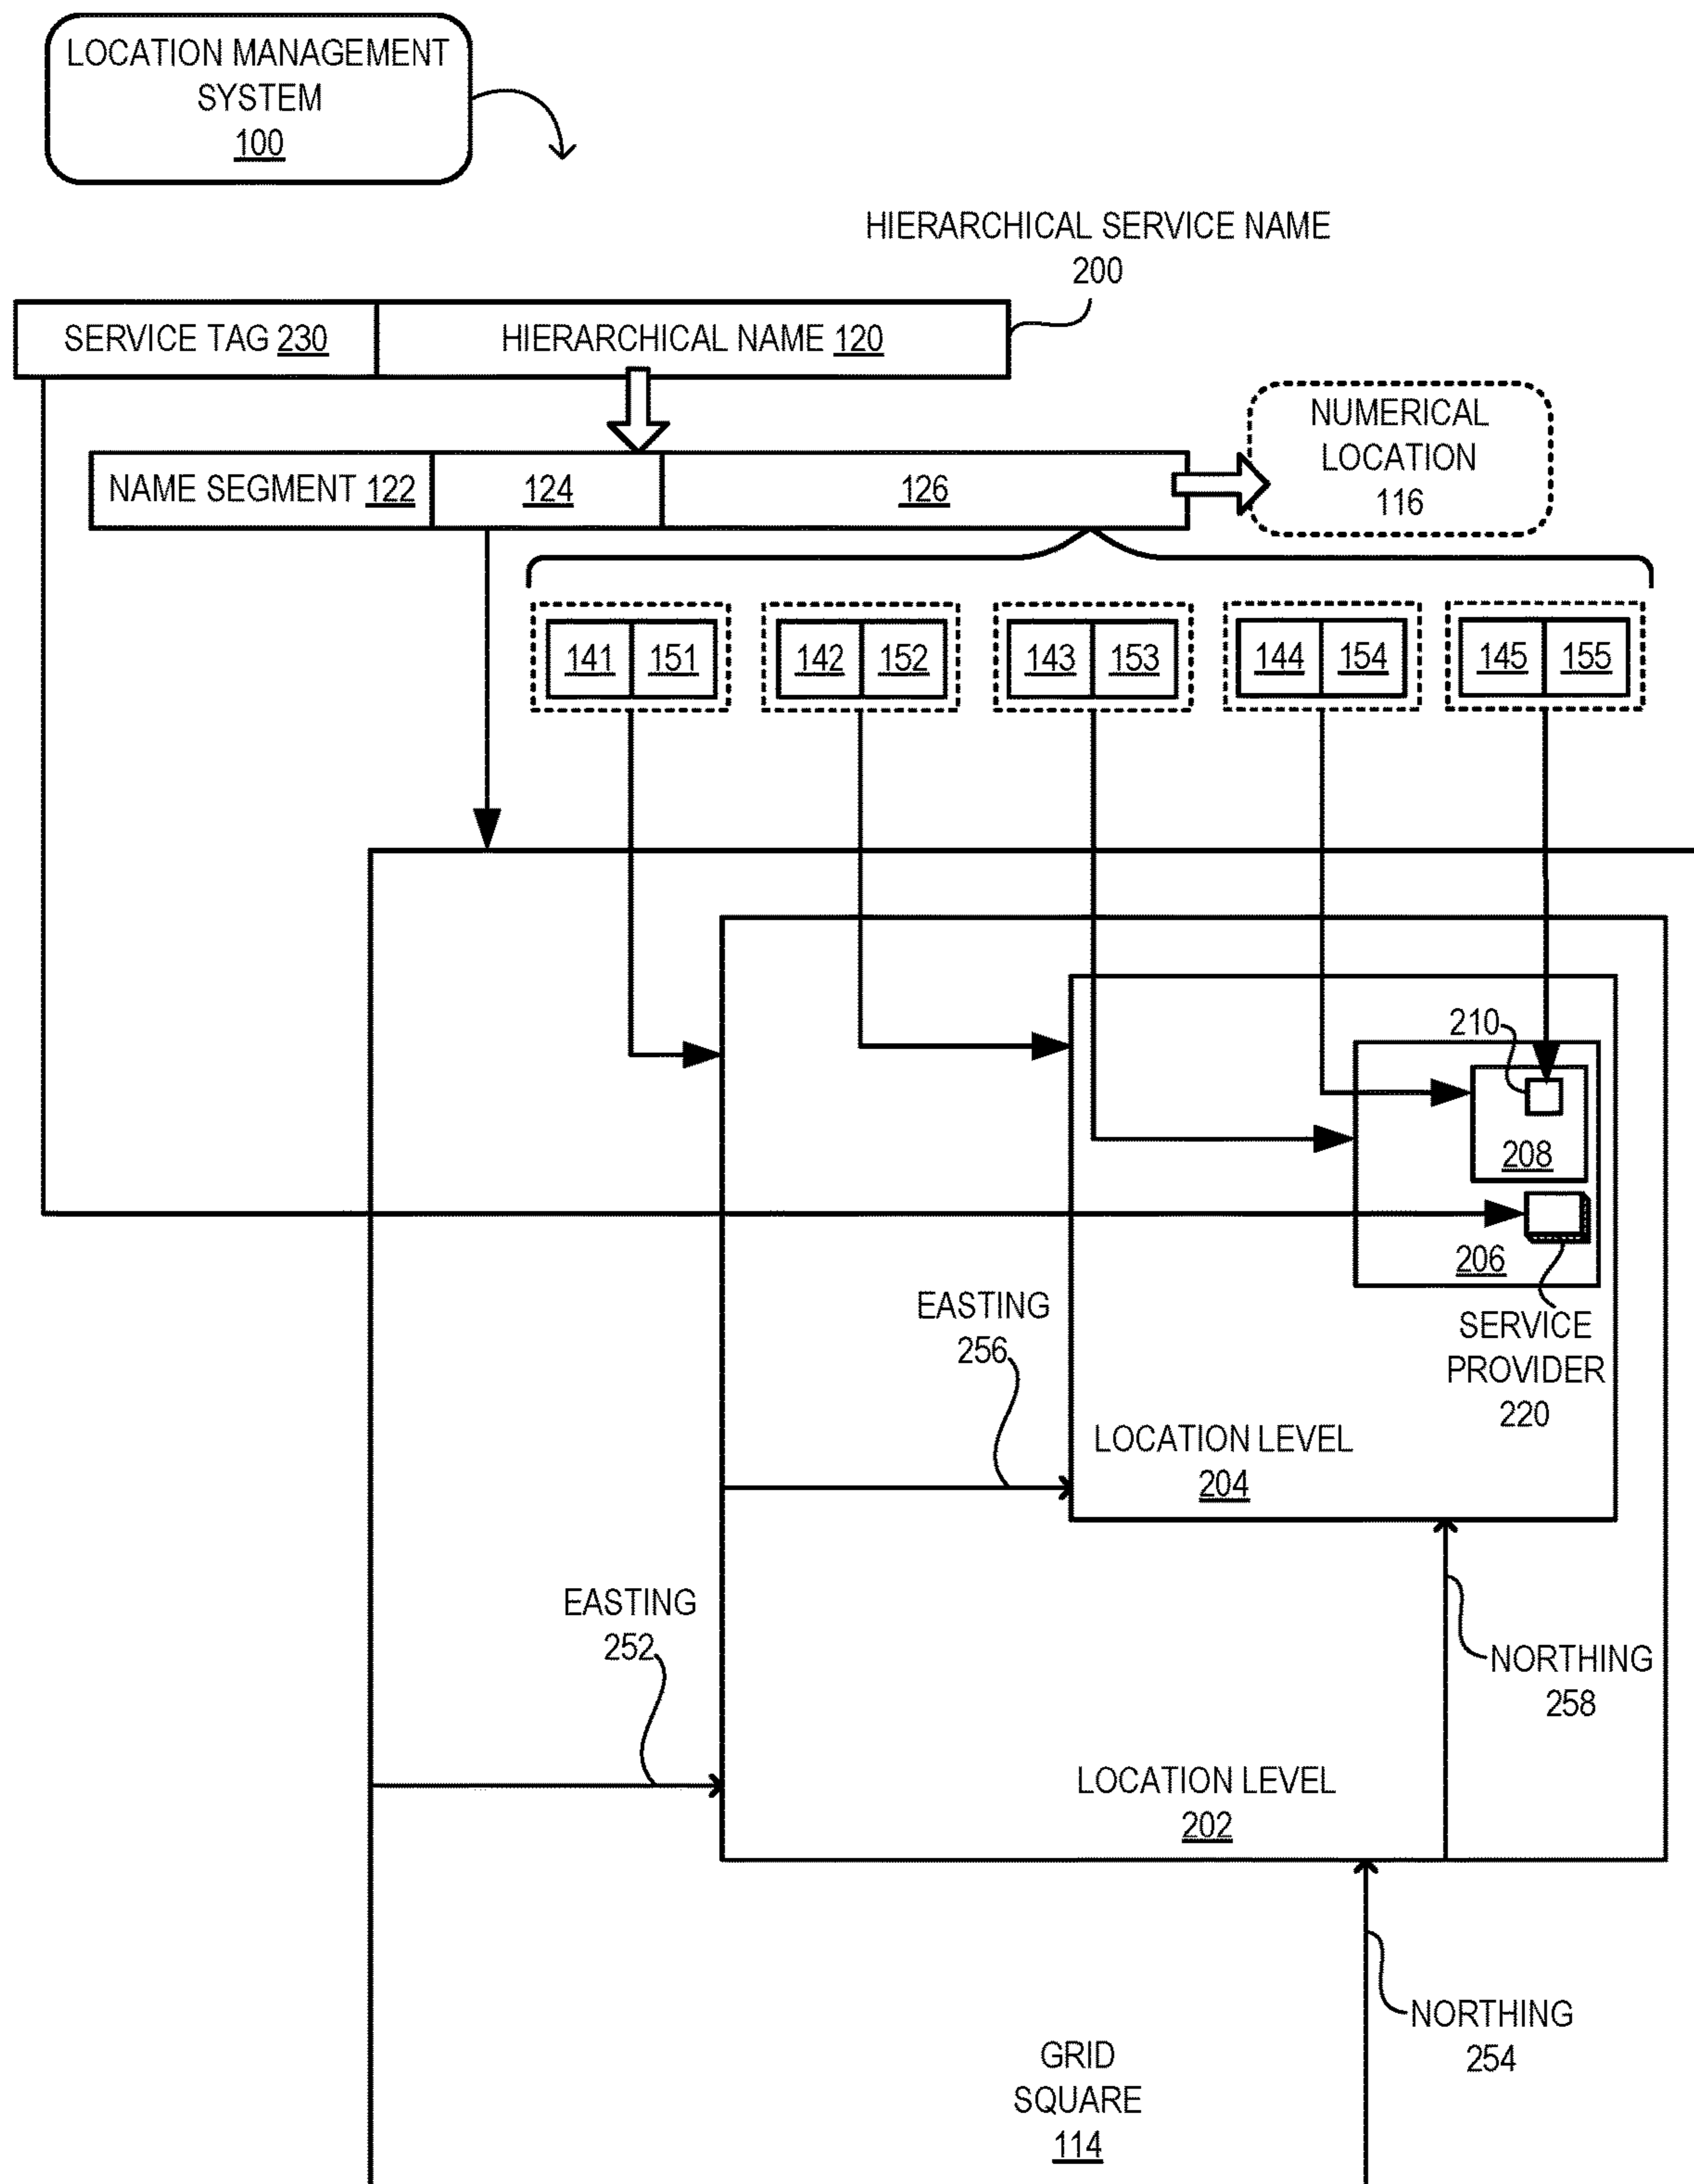 LOCATION MANAGEMENT
SYSTEM
100
HIERARCHICAL SERVICE NAME
200
SERVICE TAG 230
HIERARCHICAL NAME 120
NUMERICAL
LOCATION
116
NAME SEGMENT 122
124
126
141
151
142
152
143
153
144
154
145
155
210
208
206
SERVICE
PROVIDER
220
EASTING
256
LOCATION LEVEL
204
EASTING
252
NORTHING
258
LOCATION LEVEL
202
NORTHING
254
GRID
SQUARE
114